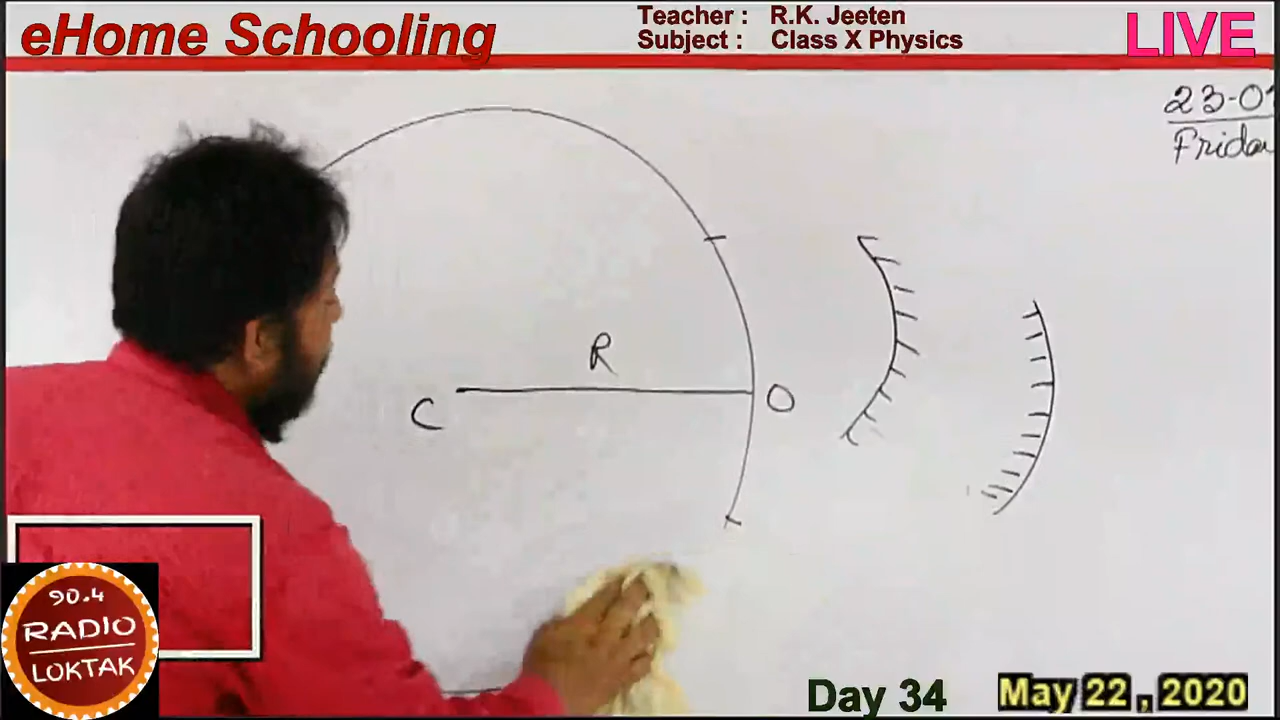 eHome Schooling
Teacher : R.K. Jeeten
Subject : Class X Physics
LIVE
R
C
O
90.4
RADIO
LOKTAK
Day 34
May 22 , 2020